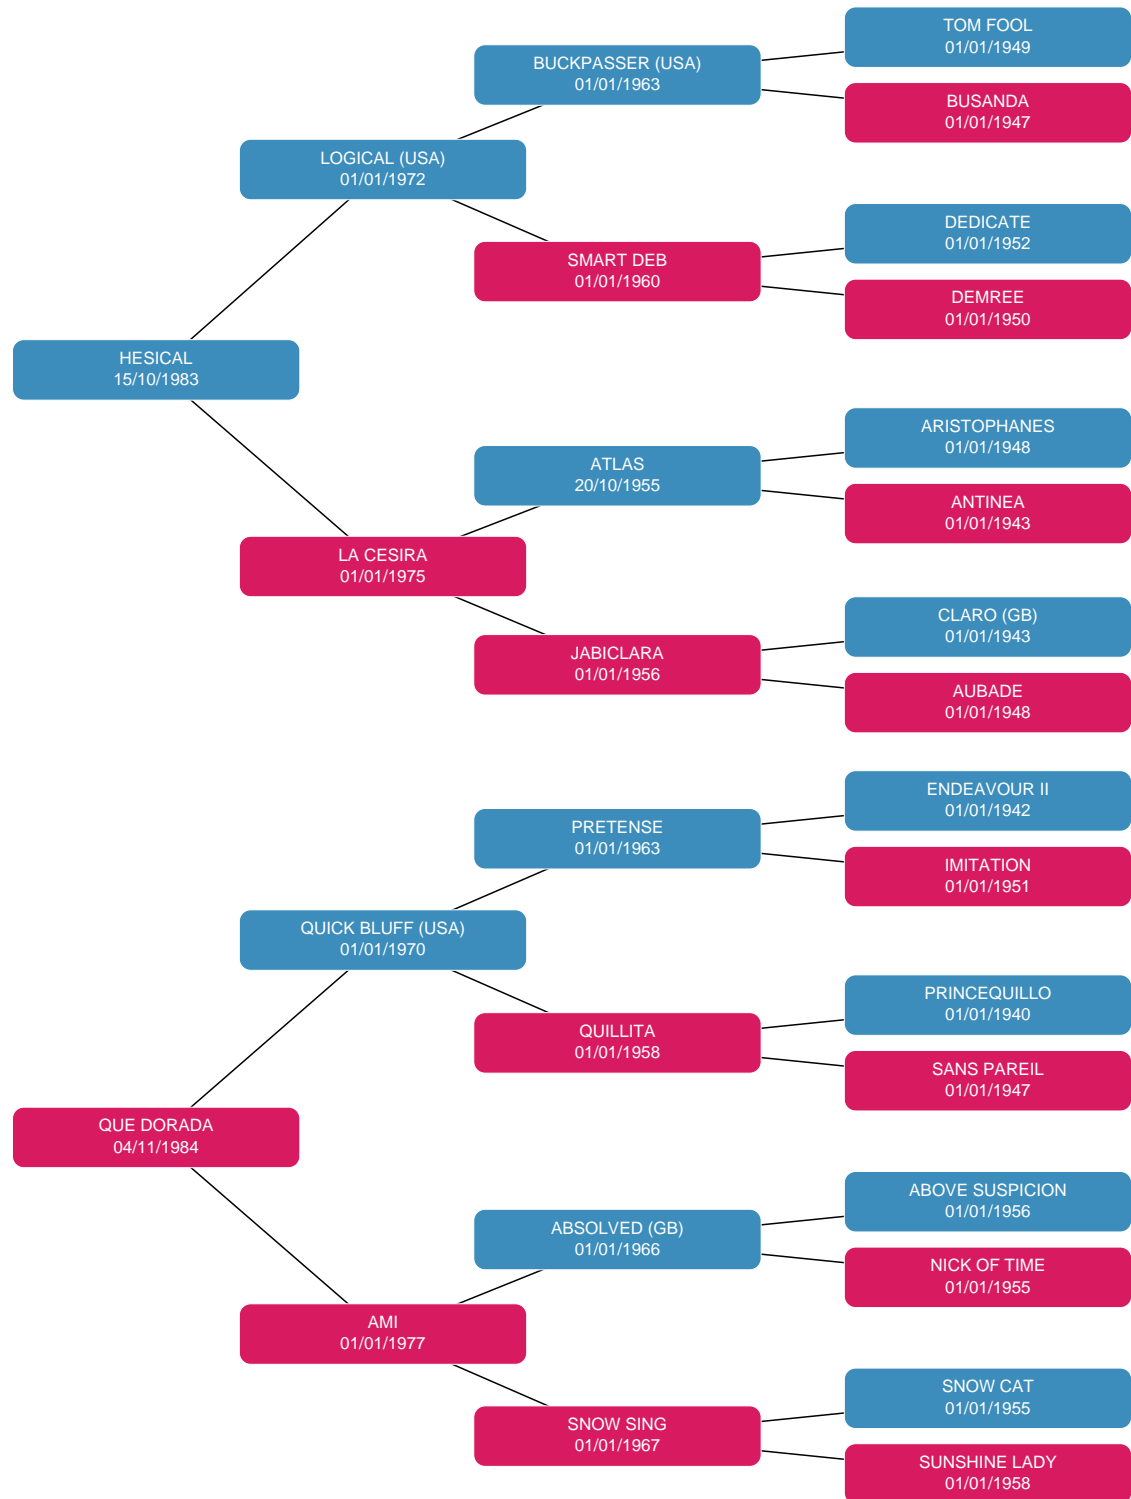 TOM FOOL
01/01/1949
BUCKPASSER (USA)
01/01/1963
BUSANDA
01/01/1947
LOGICAL (USA)
01/01/1972
DEDICATE
01/01/1952
SMART DEB
01/01/1960
DEMREE
01/01/1950
HESICAL
15/10/1983
ARISTOPHANES
01/01/1948
ATLAS
20/10/1955
ANTINEA
01/01/1943
LA CESIRA
01/01/1975
CLARO (GB)
01/01/1943
JABICLARA
01/01/1956
AUBADE
01/01/1948
ENDEAVOUR II
01/01/1942
PRETENSE
01/01/1963
IMITATION
01/01/1951
QUICK BLUFF (USA)
01/01/1970
PRINCEQUILLO
01/01/1940
QUILLITA
01/01/1958
SANS PAREIL
01/01/1947
QUE DORADA
04/11/1984
ABOVE SUSPICION
01/01/1956
ABSOLVED (GB)
01/01/1966
NICK OF TIME
01/01/1955
AMI
01/01/1977
SNOW CAT
01/01/1955
SNOW SING
01/01/1967
SUNSHINE LADY
01/01/1958